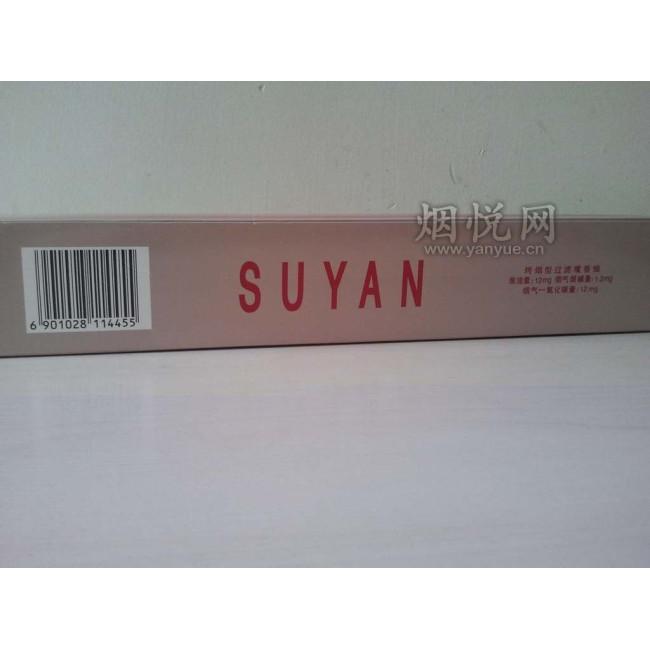 烟悦网
www.yanyue.cn
SUYAN
烤烟型过滤嘴香烟
焦油量:12mg 烟气烟碱量:1.2mg
烟气一氧化碳量:12mg
6 901028 114455